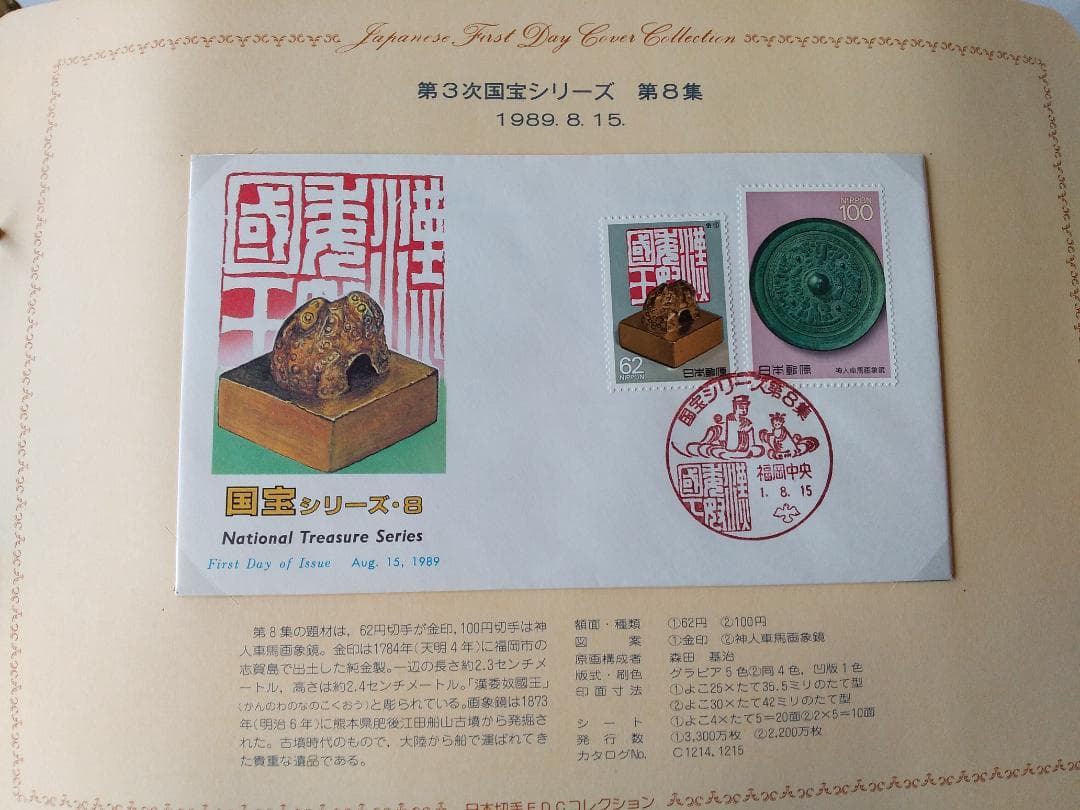 Japanese First Day Cover Collection
第3次国宝シリーズ 第8集
1989. 8. 15.
漢委奴國王
国宝シリーズ・8
National Treasure Series
First Day of Issue Aug. 15, 1989
金印
62
NIPPON
日本郵便
NIPPON
100
日本郵便
神人車馬画象鏡
国宝シリーズ第8集
漢委奴國王
福岡中央
1. 8. 15
第8集の題材は，62円切手が金印，100円切手は神
人車馬画象鏡。金印は1784年(天明4年)に福岡市の
志賀島で出土した純金製。一辺の長さ約2.3センチメ
ートル，高さは約2.4センチメートル。「漢委奴國王」
(かんのわのなのこくおう)と彫られている。画象鏡は1873
年(明治6年)に熊本県肥後江田船山古墳から発掘さ
れた。古墳時代のもので，大陸から船で運ばれてき
た貴重な遺品である。
額面・種類 ①62円 ②100円
図案 ①金印 ②神人車馬画象鏡
原画構成者 森田 基治
版式・刷色 グラビア5色②同4色，凹版1色
印面寸法 ①よこ25×たて35.5ミリのたて型
②よこ30×たて42ミリのたて型
シート ①よこ4×たて5=20面②2×5=10面
発行数 ①3,300万枚 ②2,200万枚
カタログNo. C1214, 1215
日本切手FDCコレクション